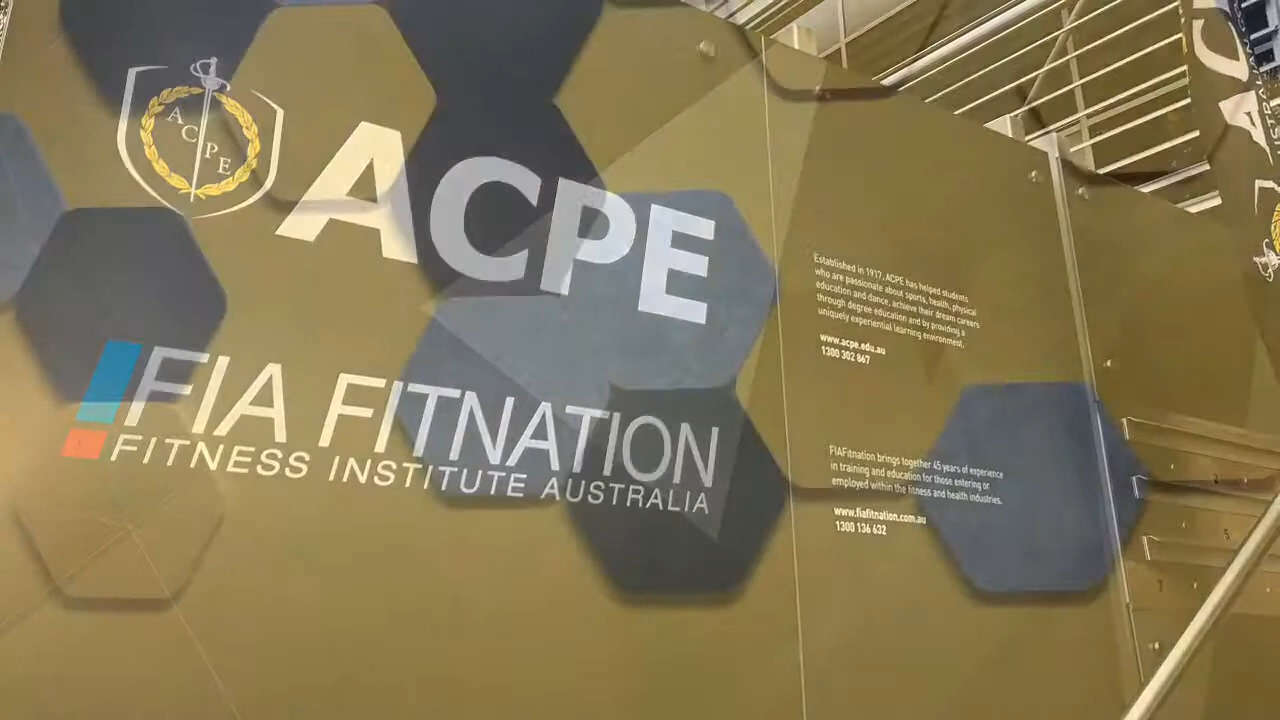 A
C
P
E
ACPE
FIA FITNATION
FITNESS INSTITUTE AUSTRALIA
Established in 1917, ACPE has helped students
who are passionate about sports, health, physical
education and dance, achieve their dream careers
through degree education and by providing a
uniquely experiential learning environment.
www.acpe.edu.au
1300 302 867
FIAFitnation brings together 45 years of experience
in training and education for those entering or
employed within the fitness and health industries.
www.fiafitnation.com.au
1300 136 632